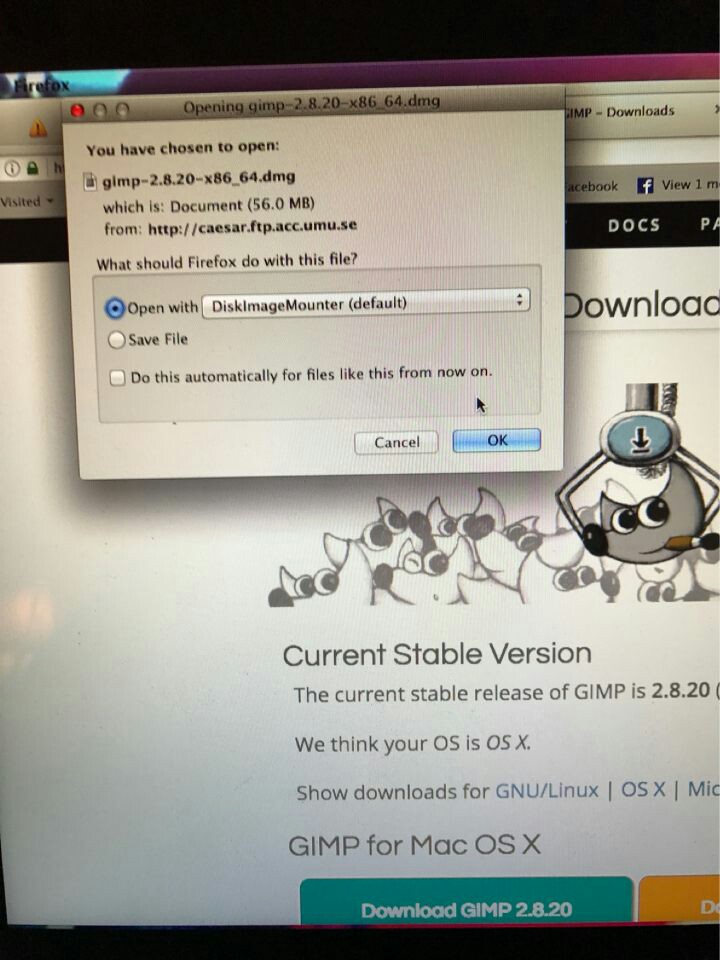 Firefox
Opening gimp-2.8.20-x86_64.dmg
GIMP - Downloads
You have chosen to open:
gimp-2.8.20-x86_64.dmg
which is: Document (56.0 MB)
from: http://caesar.ftp.acc.umu.se
What should Firefox do with this file?
Open with DiskImageMounter (default)
Save File
Do this automatically for files like this from now on.
Cancel OK
Visited
acebook
View 1 m
DOCS
PA
Download
Current Stable Version
The current stable release of GIMP is 2.8.20 (
We think your OS is OS X.
Show downloads for GNU/Linux | OS X | Mic
GIMP for Mac OS X
Download GIMP 2.8.20